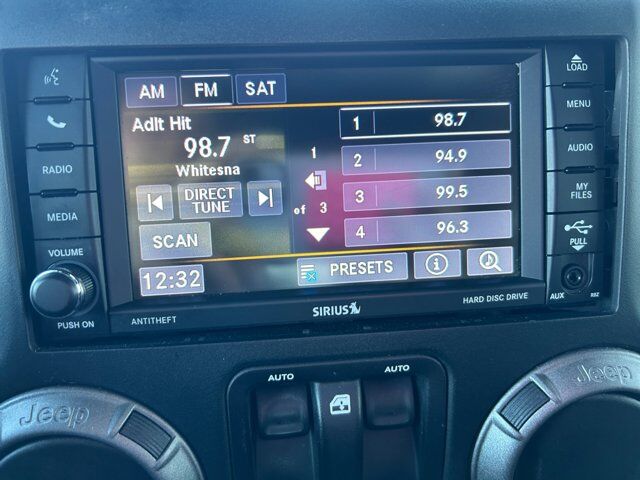 AM FM SAT
Adlt Hit
98.7 ST
Whitesna
DIRECT
TUNE
SCAN
12:32
1
of 3
1 98.7
2 94.9
3 99.5
4 96.3
PRESETS
RADIO
MEDIA
VOLUME
PUSH ON
LOAD
MENU
AUDIO
MY
FILES
PULL
AUX RBZ
ANTITHEFT
SIRIUS
HARD DISC DRIVE
AUTO AUTO
Jeep Jeep